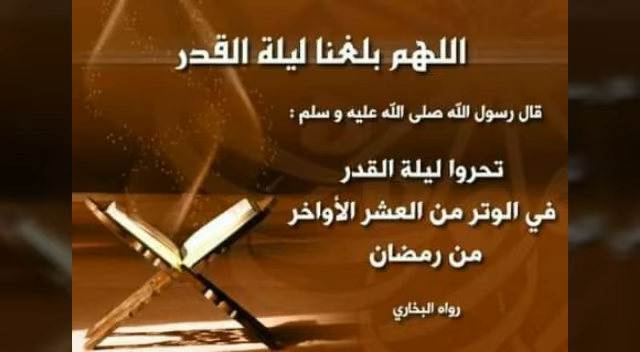 اللهم بلغنا ليلة القدر
قال رسول الله صلى الله عليه و سلم :
تحروا ليلة القدر
في الوتر من العشر الأواخر
من رمضان
رواه البخاري